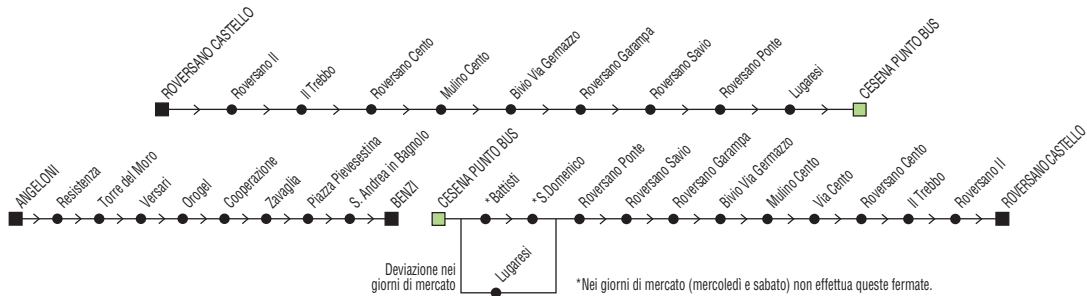 ROVERSANO CASTELLO
Roversano II
Il Trebbo
Roversano Cento
Mulino Cento
Bivio Via Germazzo
Roversano Garampa
Roversano Savio
Roversano Ponte
Lugaresi
CESENA PUNTO BUS
ANGELONI
Resistenza
Torre del Moro
Versari
Orogel
Cooperazione
Zavaglia
Piazza Pievesestina
S. Andrea in Bagnolo
BENZI
CESENA PUNTO BUS
*Battisti
*S.Domenico
Roversano Ponte
Roversano Savio
Roversano Garampa
Bivio Via Germazzo
Mulino Cento
Via Cento
Roversano Cento
Il Trebbo
Roversano II
ROVERSANO CASTELLO
Lugaresi
Deviazione nei
giorni di mercato
*Nei giorni di mercato (mercoledì e sabato) non effettua queste fermate.